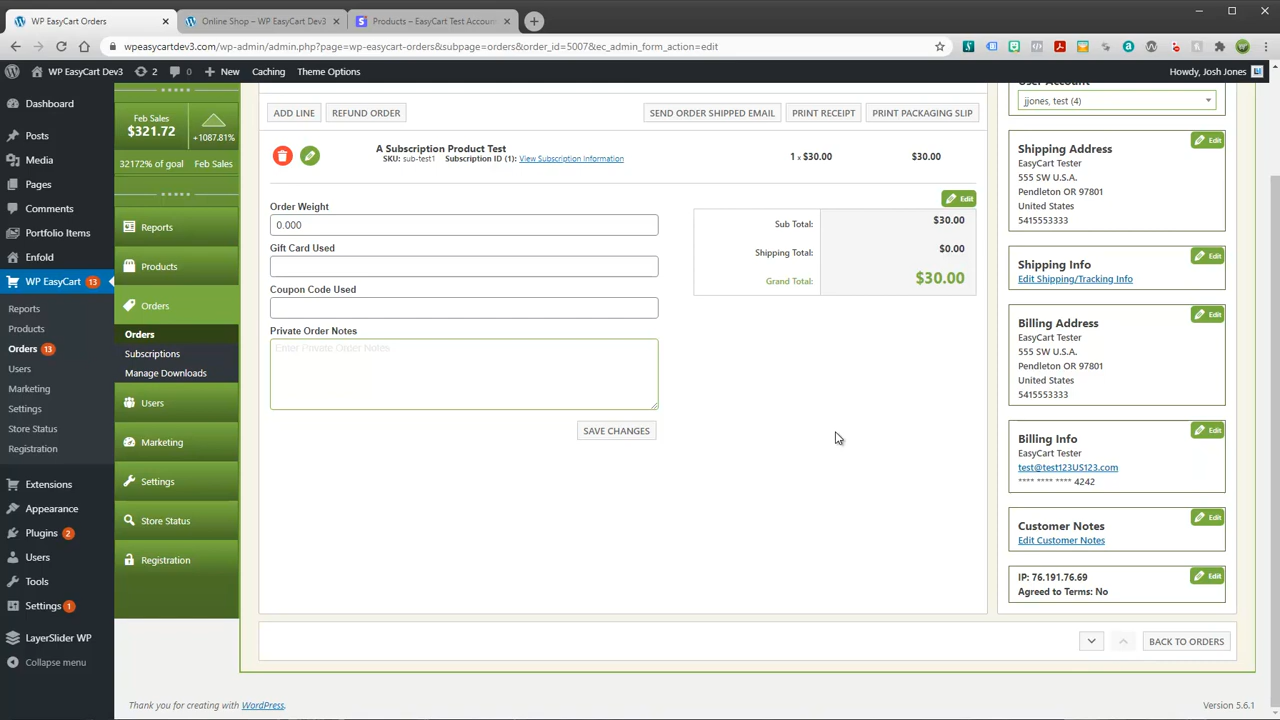 WP EasyCart Orders
Online Shop – WP EasyCart Dev3
Products – EasyCart Test Accoun
wpeasycartdev3.com/wp-admin/admin.php?page=wp-easycart-orders&subpage=orders&order_id=5007&ec_admin_form_action=edit
WP EasyCart Dev3
2
0
New
Caching
Theme Options
Howdy, Josh Jones
Dashboard
Posts
Media
Pages
Comments
Portfolio Items
Enfold
WP EasyCart 13
Reports
Products
Orders 13
Users
Marketing
Settings
Store Status
Registration
Extensions
Appearance
Plugins 2
Users
Tools
Settings 1
LayerSlider WP
Collapse menu
Feb Sales
$321.72
+1087.81%
32172% of goal
Feb Sales
Reports
Products
Orders
Orders
Subscriptions
Manage Downloads
Users
Marketing
Settings
Store Status
Registration
ADD LINE
REFUND ORDER
SEND ORDER SHIPPED EMAIL
PRINT RECEIPT
PRINT PACKAGING SLIP
A Subscription Product Test
SKU: sub-test1 Subscription ID (1): View Subscription Information
1 x $30.00
$30.00
Order Weight
0.000
Gift Card Used
Coupon Code Used
Private Order Notes
Enter Private Order Notes
SAVE CHANGES
Edit
Sub Total: $30.00
Shipping Total: $0.00
Grand Total: $30.00
User Account
jjones, test (4)
Shipping Address
Edit
EasyCart Tester
555 SW U.S.A.
Pendleton OR 97801
United States
5415553333
Shipping Info
Edit
Edit Shipping/Tracking Info
Billing Address
Edit
EasyCart Tester
555 SW U.S.A.
Pendleton OR 97801
United States
5415553333
Billing Info
Edit
EasyCart Tester
test@test123US123.com
**** **** **** 4242
Customer Notes
Edit
Edit Customer Notes
IP: 76.191.76.69
Edit
Agreed to Terms: No
BACK TO ORDERS
Thank you for creating with WordPress.
Version 5.6.1